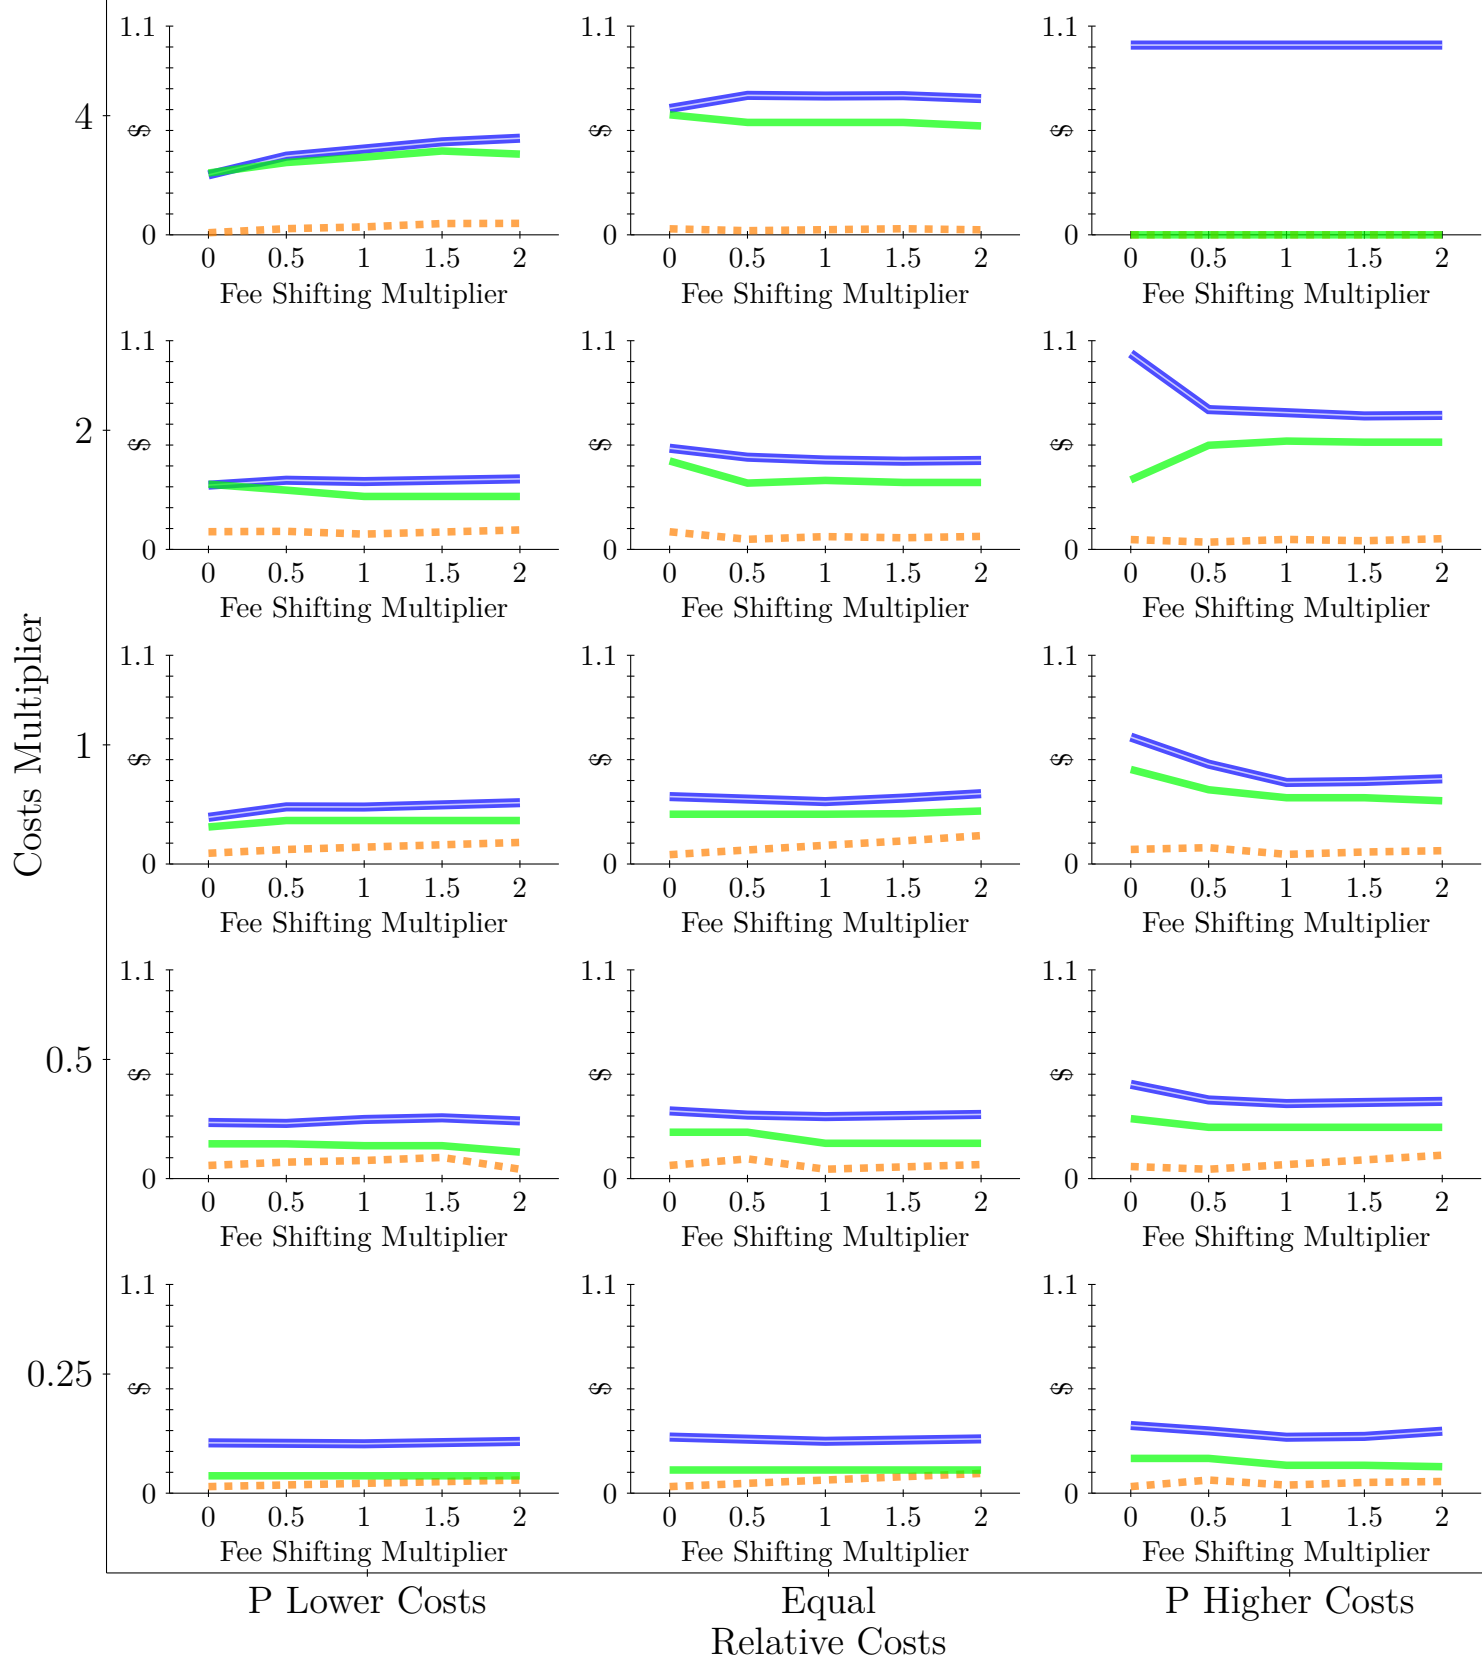 1.1 1.1 1.1
4 $ $ $
0 0 0
0 0.5 1 1.5 2 0 0.5 1 1.5 2 0 0.5 1 1.5 2
Fee Shifting Multiplier Fee Shifting Multiplier Fee Shifting Multiplier
1.1 1.1 1.1
2 $ $ $
0 0 0
0 0.5 1 1.5 2 0 0.5 1 1.5 2 0 0.5 1 1.5 2
Fee Shifting Multiplier Fee Shifting Multiplier Fee Shifting Multiplier
Costs Multiplier
1.1 1.1 1.1
1 $ $ $
0 0 0
0 0.5 1 1.5 2 0 0.5 1 1.5 2 0 0.5 1 1.5 2
Fee Shifting Multiplier Fee Shifting Multiplier Fee Shifting Multiplier
1.1 1.1 1.1
0.5 $ $ $
0 0 0
0 0.5 1 1.5 2 0 0.5 1 1.5 2 0 0.5 1 1.5 2
Fee Shifting Multiplier Fee Shifting Multiplier Fee Shifting Multiplier
1.1 1.1 1.1
0.25 $ $ $
0 0 0
0 0.5 1 1.5 2 0 0.5 1 1.5 2 0 0.5 1 1.5 2
Fee Shifting Multiplier Fee Shifting Multiplier Fee Shifting Multiplier
P Lower Costs Equal P Higher Costs
Relative Costs